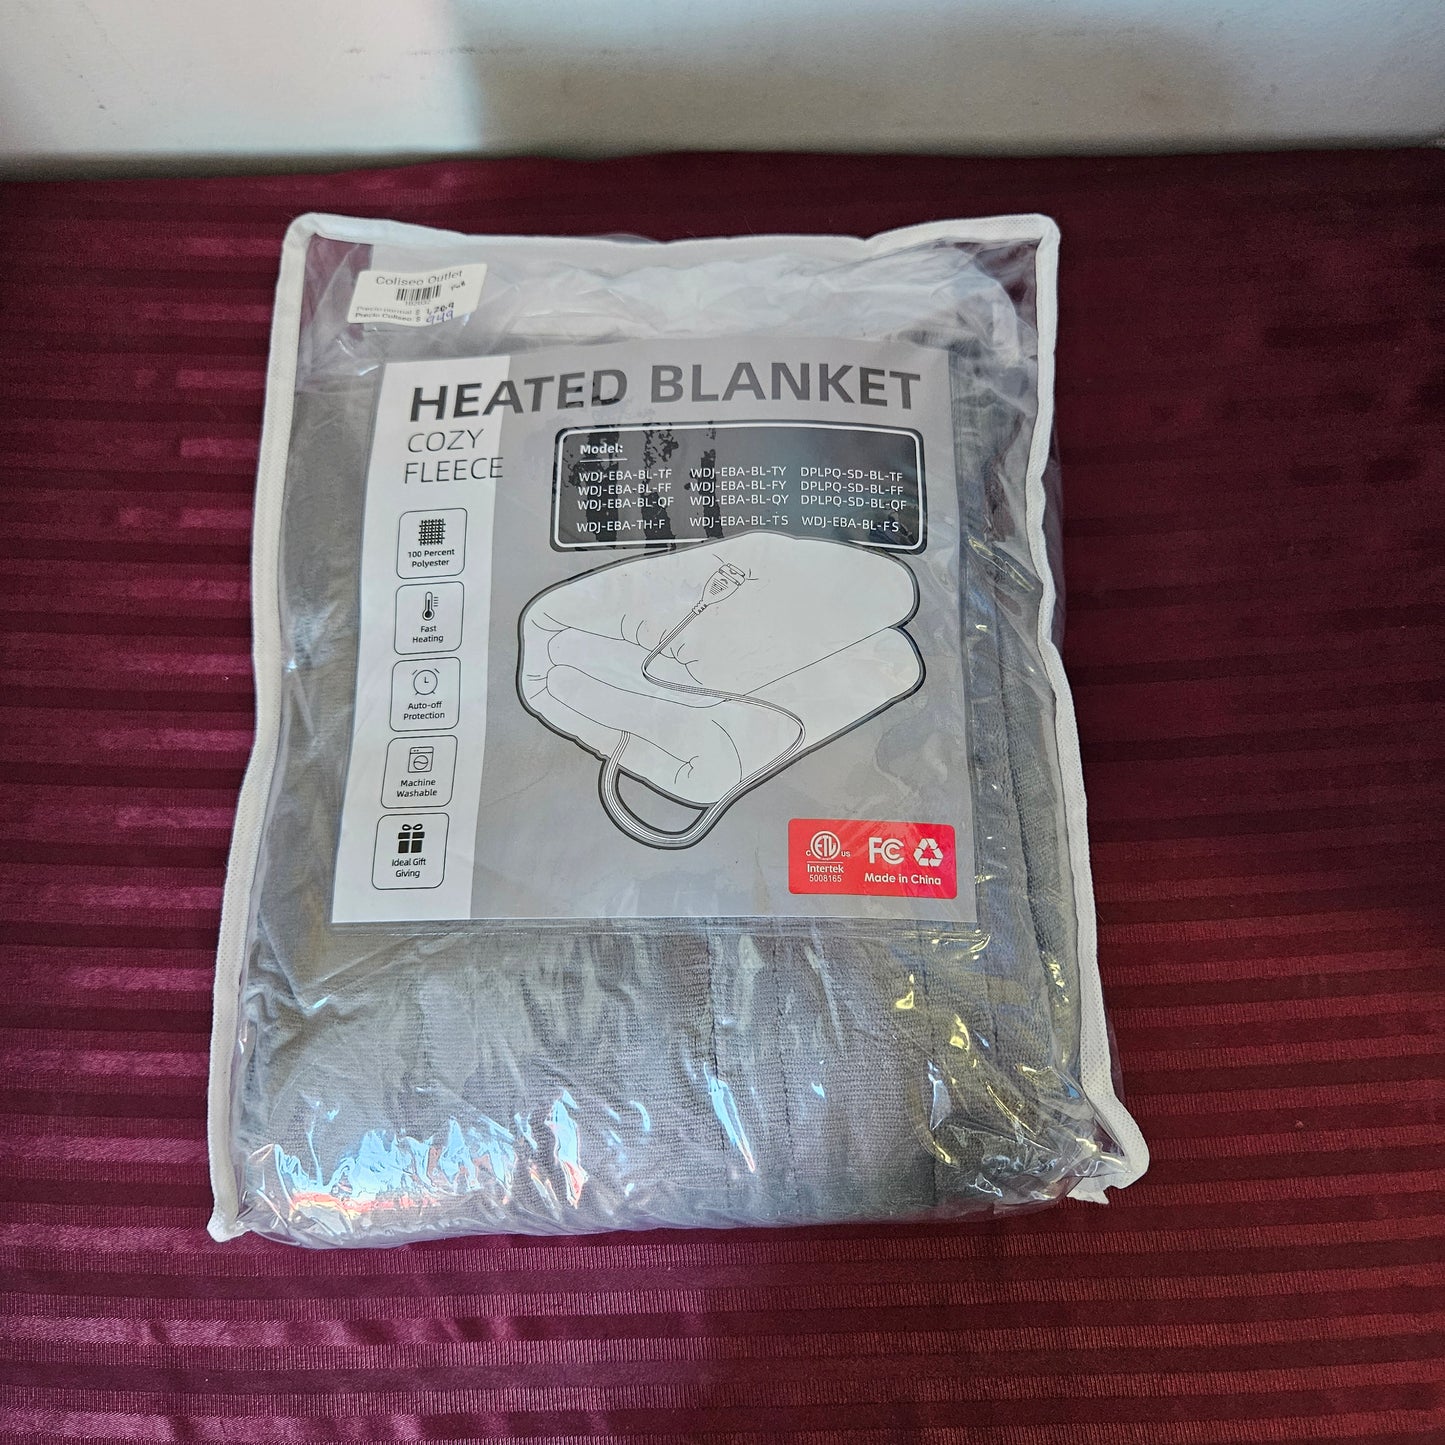 Coliseo Outlet
Precio normal $ 1,269
Precio Coliseo $ 949
HEATED BLANKET
COZY
FLEECE
Model:
WDJ-EBA-BL-TF WDJ-EBA-BL-TY DPLPQ-SD-BL-TF
WDJ-EBA-BL-FF WDJ-EBA-BL-FY DPLPQ-SD-BL-FF
WDJ-EBA-BL-QF WDJ-EBA-BL-QY DPLPQ-SD-BL-QF
WDJ-EBA-TH-F WDJ-EBA-BL-TS WDJ-EBA-BL-FS
100 Percent
Polyester
Fast
Heating
Auto-off
Protection
Machine
Washable
Ideal Gift
Giving
C ETL US
Intertek
5008165
FC
Made in China